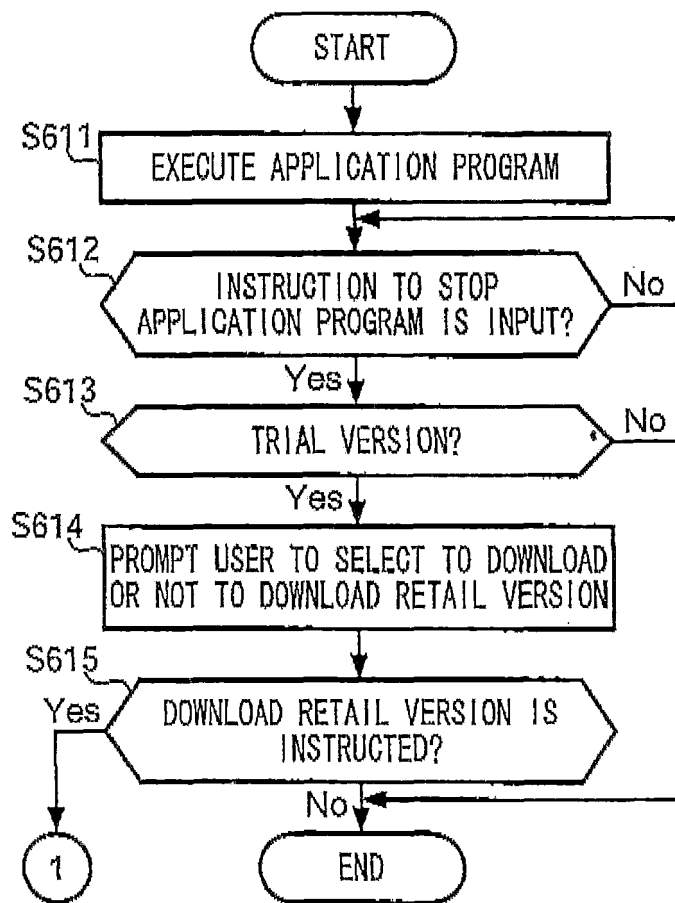 START
S611
EXECUTE APPLICATION PROGRAM
S612
INSTRUCTION TO STOP
APPLICATION PROGRAM IS INPUT?
No
Yes
S613
TRIAL VERSION?
No
Yes
S614
PROMPT USER TO SELECT TO DOWNLOAD
OR NOT TO DOWNLOAD RETAIL VERSION
S615
Yes
DOWNLOAD RETAIL VERSION IS
INSTRUCTED?
No
1
END